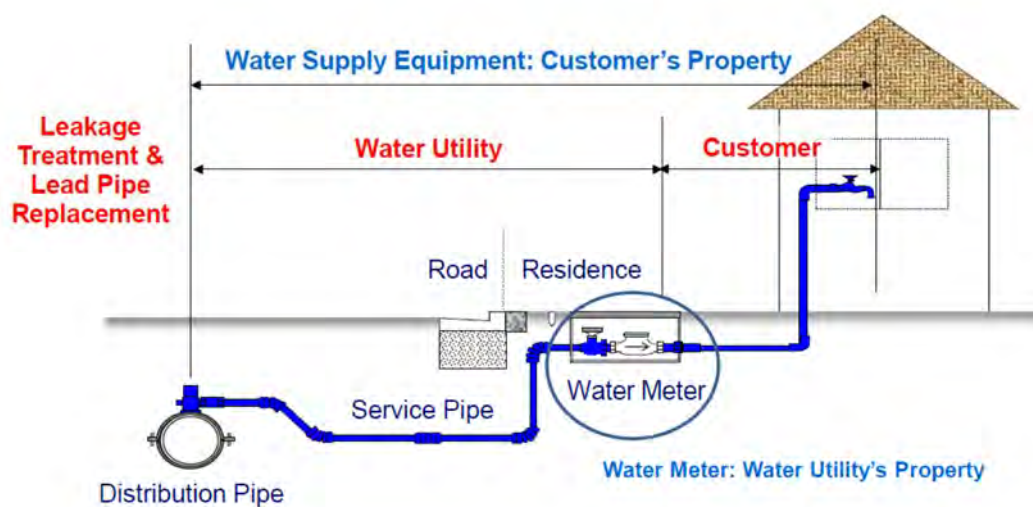 Water Supply Equipment: Customer's Property
Leakage
Treatment &
Lead Pipe
Replacement
Water Utility
Customer
Road
Residence
Service Pipe
Water Meter
Distribution Pipe
Water Meter: Water Utility's Property